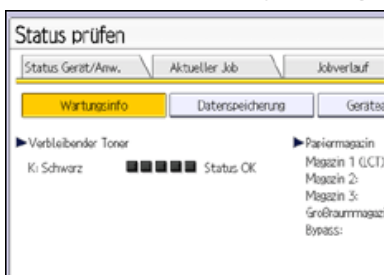 Status prüfen
Status Gerät/Anw.
Aktueller Job
Jobverlauf
Wartungsinfo
Datenspeicherung
Verbleibender Toner
K: Schwarz Status OK
Papiermagazin
Magazin 1 (LCT)
Magazin 2:
Magazin 3:
Bypass: